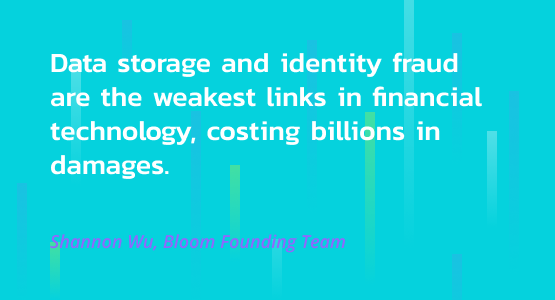 Data storage and identity fraud
are the weakest links in financial
technology, costing billions in
damages.
Shannon Wu, Bloom Founding Team